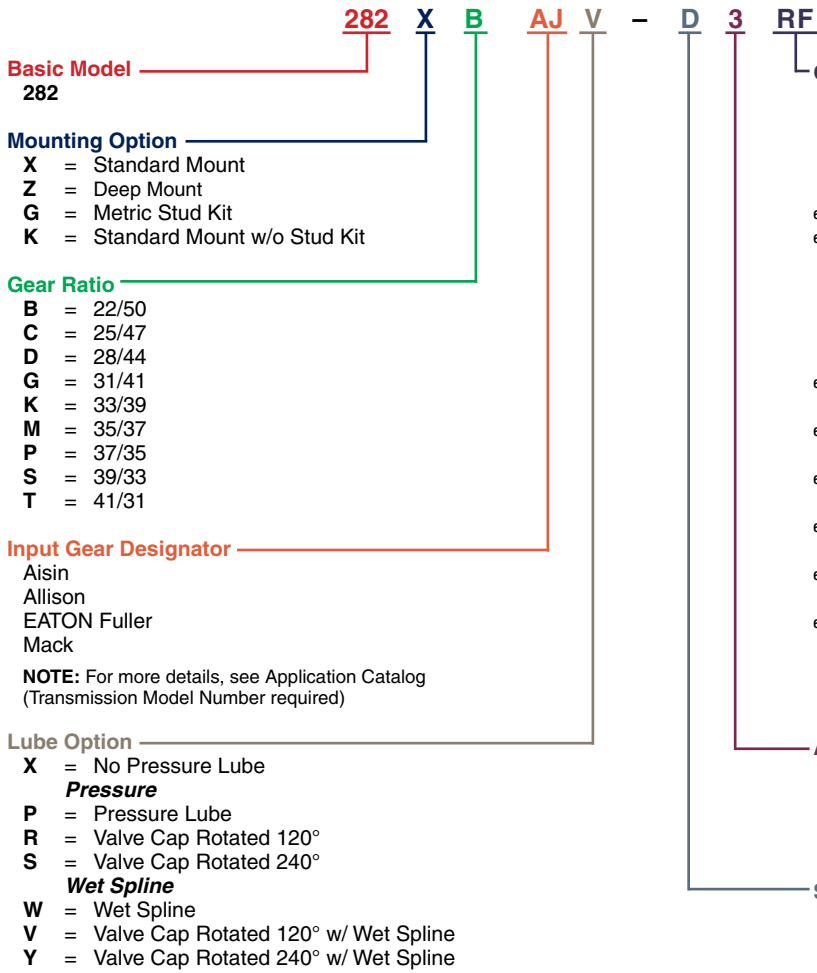 282 X B AJ V – D 3 RF
Basic Model
282
Mounting Option
X = Standard Mount
Z = Deep Mount
G = Metric Stud Kit
K = Standard Mount w/o Stud Kit
Gear Ratio
B = 22/50
C = 25/47
D = 28/44
G = 31/41
K = 33/39
M = 35/37
P = 37/35
S = 39/33
T = 41/31
Input Gear Designator
Aisin
Allison
EATON Fuller
Mack
NOTE: For more details, see Application Catalog
(Transmission Model Number required)
Lube Option
X = No Pressure Lube
Pressure
P = Pressure Lube
R = Valve Cap Rotated 120°
S = Valve Cap Rotated 240°
Wet Spline
W = Wet Spline
V = Valve Cap Rotated 120° w/ Wet Spline
Y = Valve Cap Rotated 240° w/ Wet Spline